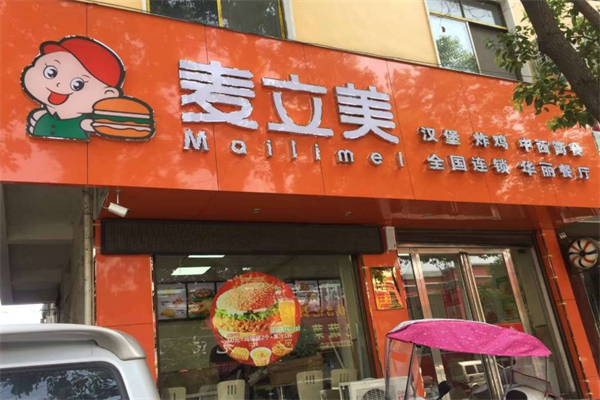 麦立美
Mailimei
汉堡 炸鸡 中西简餐
全国连锁 华丽餐厅